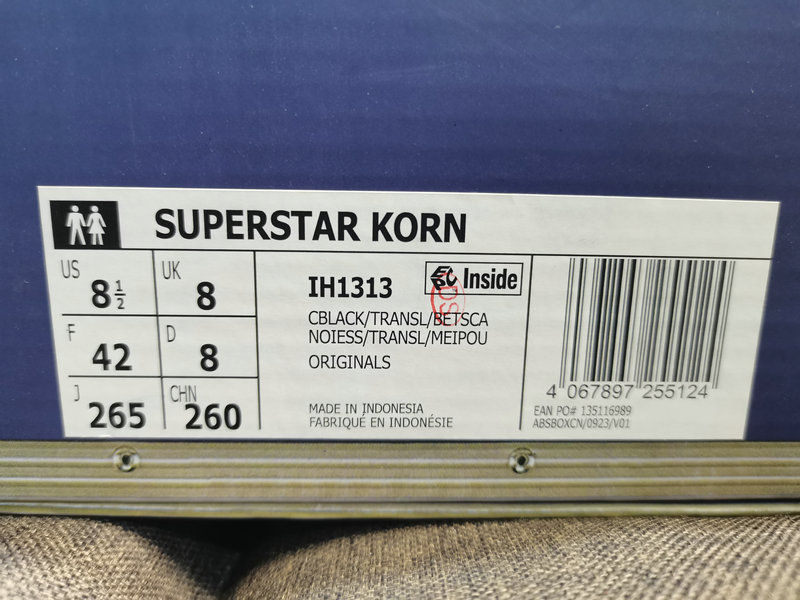 SUPERSTAR KORN
US 8 1/2 UK 8
F 42 D 8
J 265 CHN 260
IH1313 Inside
CBLACK/TRANSL/BETSCA
NOIESS/TRANSL/MEIPOU
ORIGINALS
MADE IN INDONESIA
FABRIQUÉ EN INDONÉSIE
4 067897 255124
EAN PO# 135116989
ABSBOXCN/0923/V01